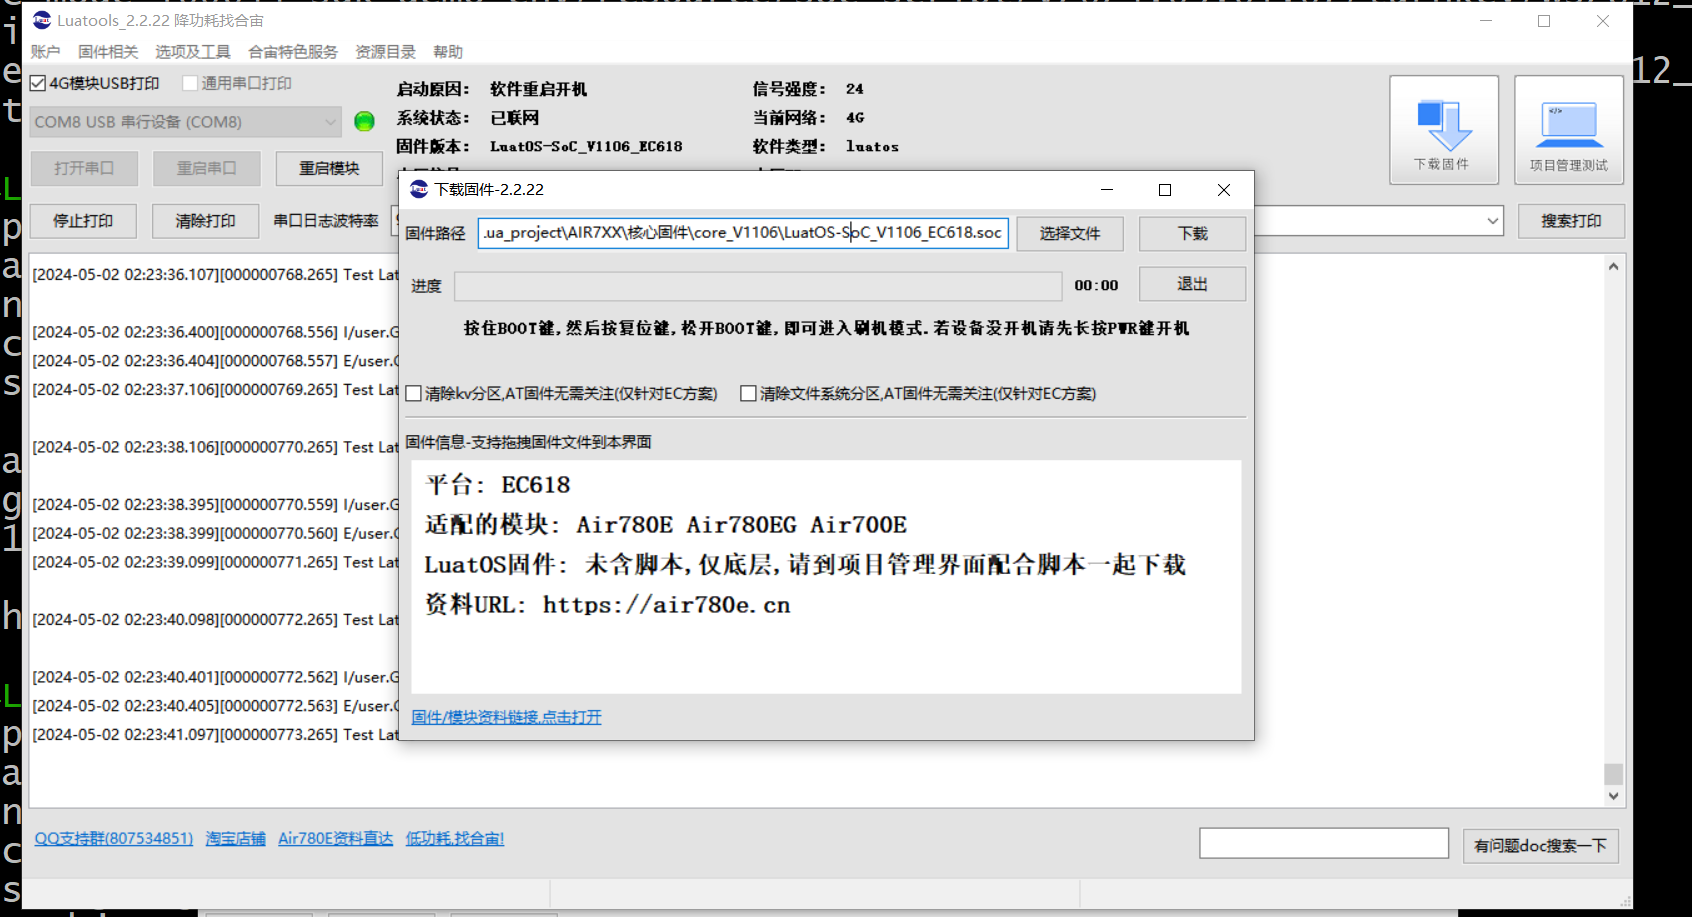 Luatools_2.2.22 降功耗找合宙
账户 固件相关 选项及工具 合宙特色服务 资源目录 帮助
4G模块USB打印 通用串口打印
COM8 USB 串行设备 (COM8)
打开串口 重启串口 重启模块
停止打印 清除打印 串口日志波特率
启动原因: 软件重启开机 信号强度: 24
系统状态: 已联网 当前网络: 4G
固件版本: LuatOS-SoC_V1106_EC618 软件类型: luatos
下载固件 项目管理测试
搜索打印
下载固件-2.2.22
固件路径 .ua_project\AIR7XX\核心固件\core_V1106\LuatOS-SoC_V1106_EC618.soc 选择文件 下载
进度 00:00 退出
按住BOOT键,然后按复位键,松开BOOT键,即可进入刷机模式.若设备没开机请先长按PWR键开机
清除kv分区,AT固件无需关注(仅针对EC方案) 清除文件系统分区,AT固件无需关注(仅针对EC方案)
固件信息-支持拖拽固件文件到本界面
平台: EC618
适配的模块: Air780E Air780EG Air700E
LuatOS固件: 未含脚本,仅底层,请到项目管理界面配合脚本一起下载
资料URL: https://air780e.cn
固件/模块资料链接,点击打开
[2024-05-02 02:23:36.107][000000768.265] Test Lat
[2024-05-02 02:23:36.400][000000768.556] I/user.G
[2024-05-02 02:23:36.404][000000768.557] E/user.G
[2024-05-02 02:23:37.106][000000769.265] Test Lat
[2024-05-02 02:23:38.106][000000770.265] Test Lat
[2024-05-02 02:23:38.395][000000770.559] I/user.G
[2024-05-02 02:23:38.399][000000770.560] E/user.G
[2024-05-02 02:23:39.099][000000771.265] Test Lat
[2024-05-02 02:23:40.098][000000772.265] Test Lat
[2024-05-02 02:23:40.401][000000772.562] I/user.G
[2024-05-02 02:23:40.405][000000772.563] E/user.G
[2024-05-02 02:23:41.097][000000773.265] Test Lat
QQ支持群(807534851) 淘宝店铺 Air780E资料直达 低功耗,找合宙!
有问题doc搜索一下